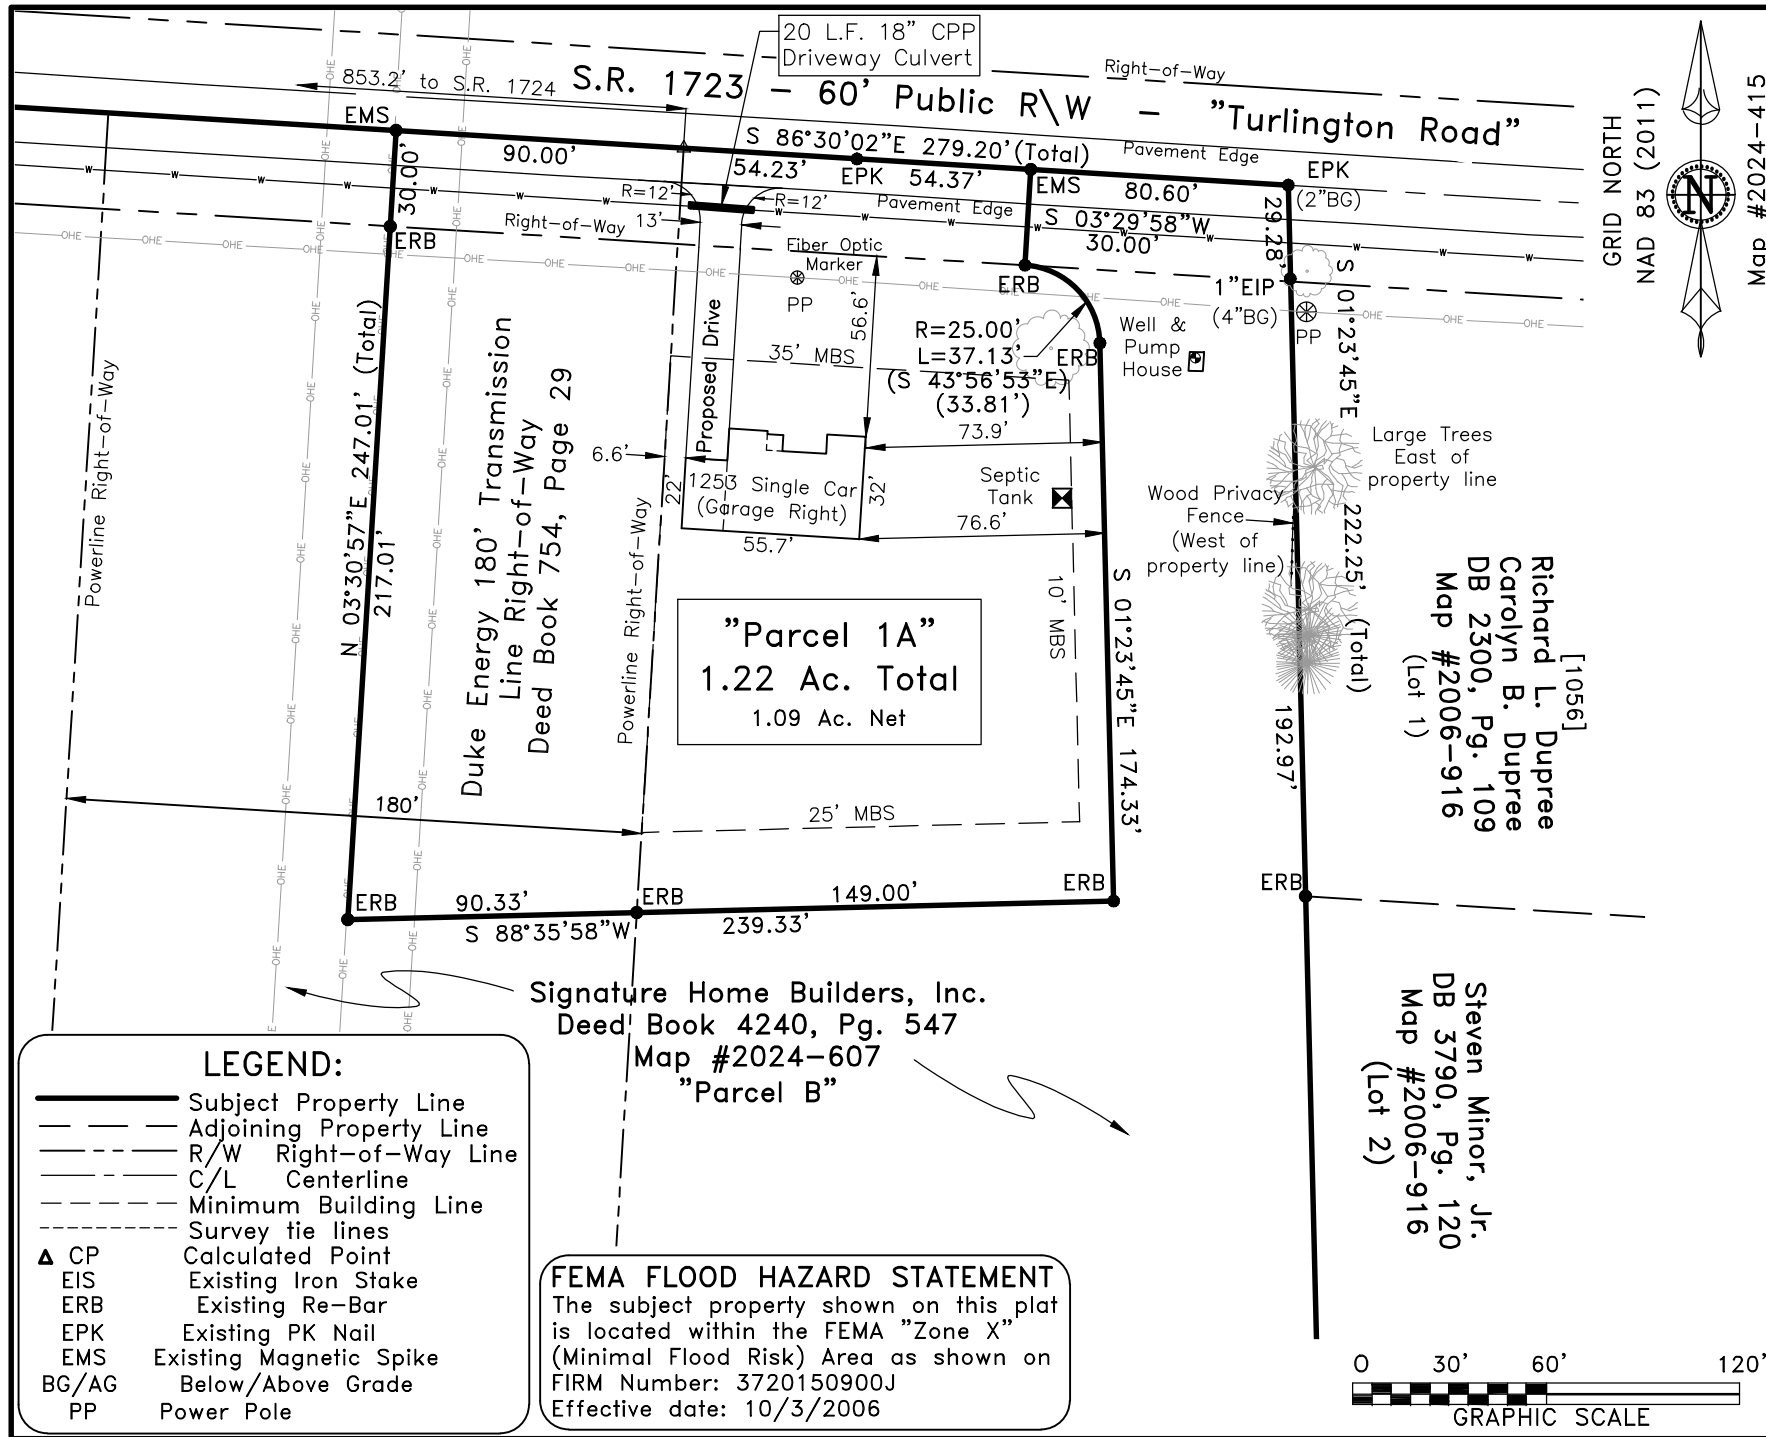 20 L.F. 18" CPP
Driveway Culvert
Right-of-Way
853.2' to S.R. 1724
S.R. 1723 - 60' Public R\W - "Turlington Road"
EMS
S 86°30'02"E 279.20'(Total)
Pavement Edge
90.00'
54.23'
EPK
54.37'
EMS
80.60'
EPK
(2"BG)
30.00'
R=12'
R=12'
Pavement Edge
S 03°29'58"W
30.00'
29.28'
Right-of-Way
13'
ERB
Fiber Optic
Marker
PP
ERB
1"EIP
(4"BG)
PP
56.6'
R=25.00'
L=37.13'
(S 43°56'53"E)
(33.81')
ERB
Well &
Pump
House
35' MBS
Proposed Drive
73.9'
6.6'
22'
1253 Single Car
(Garage Right)
32'
55.7'
76.6'
Septic
Tank
Large Trees
East of
property line
Wood Privacy
Fence
(West of
property line)
S 01°23'45"E
222.25'
(Total)
192.97'
N 03°30'57"E 247.01' (Total)
217.01'
Powerline Right-of-Way
Duke Energy 180' Transmission
Line Right-of-Way
Deed Book 754, Page 29
Powerline Right-of-Way
"Parcel 1A"
1.22 Ac. Total
1.09 Ac. Net
10' MBS
S 01°23'45"E 174.33'
25' MBS
180'
[1056]
Richard L. Dupree
Carolyn B. Dupree
DB 2300, Pg. 109
Map #2006-916
(Lot 1)
ERB
90.33'
ERB
149.00'
ERB
ERB
S 88°35'58"W
239.33'
Signature Home Builders, Inc.
Deed Book 4240, Pg. 547
Map #2024-607
"Parcel B"
Steven Minor, Jr.
DB 3790, Pg. 120
Map #2006-916
(Lot 2)
GRID NORTH
NAD 83 (2011)
N
Map #2024-415
OHE
W
LEGEND:
Subject Property Line
Adjoining Property Line
R/W Right-of-Way Line
C/L Centerline
Minimum Building Line
Survey tie lines
CP Calculated Point
EIS Existing Iron Stake
ERB Existing Re-Bar
EPK Existing PK Nail
EMS Existing Magnetic Spike
BG/AG Below/Above Grade
PP Power Pole
FEMA FLOOD HAZARD STATEMENT
The subject property shown on this plat
is located within the FEMA "Zone X"
(Minimal Flood Risk) Area as shown on
FIRM Number: 3720150900J
Effective date: 10/3/2006
0 30' 60' 120'
GRAPHIC SCALE